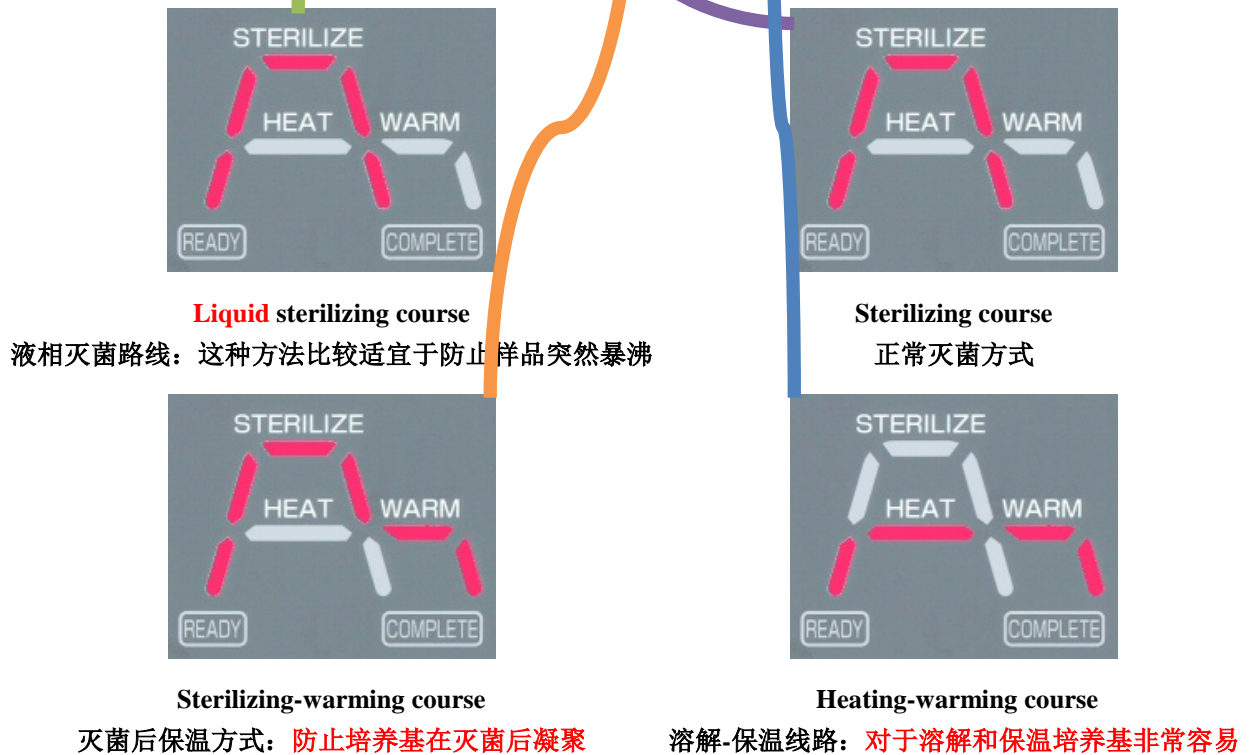 STERILIZE
HEAT WARM
READY COMPLETE
STERILIZE
HEAT WARM
READY COMPLETE
Liquid sterilizing course
液相灭菌路线：这种方法比较适宜于防止样品突然暴沸
Sterilizing course
正常灭菌方式
STERILIZE
HEAT WARM
READY COMPLETE
STERILIZE
HEAT WARM
READY COMPLETE
Sterilizing-warming course
灭菌后保温方式：防止培养基在灭菌后凝聚
Heating-warming course
溶解-保温线路：对于溶解和保温培养基非常容易